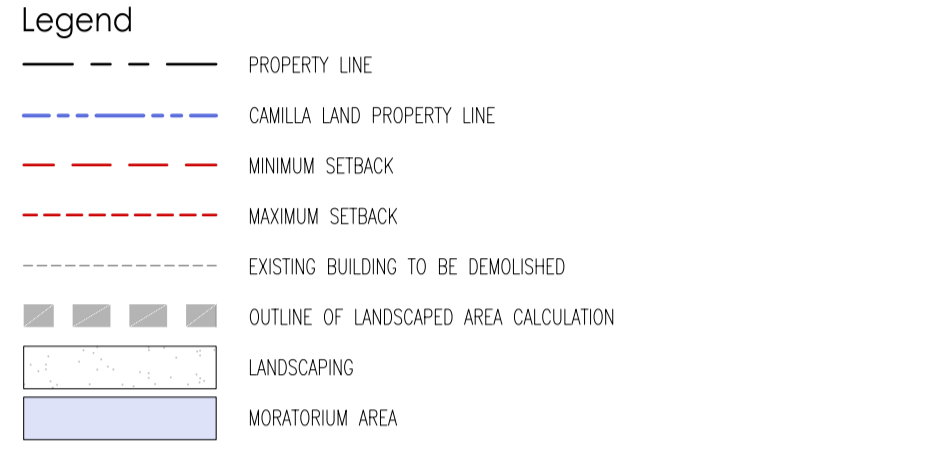 Legend
PROPERTY LINE
CAMILLA LAND PROPERTY LINE
MINIMUM SETBACK
MAXIMUM SETBACK
EXISTING BUILDING TO BE DEMOLISHED
OUTLINE OF LANDSCAPED AREA CALCULATION
LANDSCAPING
MORATORIUM AREA